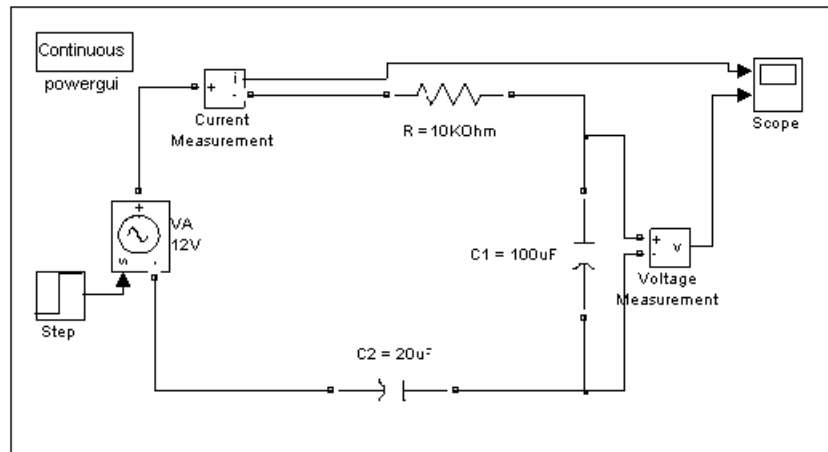 Continuous
powergui
+
i
-
Current
Measurement
R = 10KOhm
Scope
+
VA
12V
s
-
Step
C1 = 100uF
+
-
v
Voltage
Measurement
C2 = 20uF